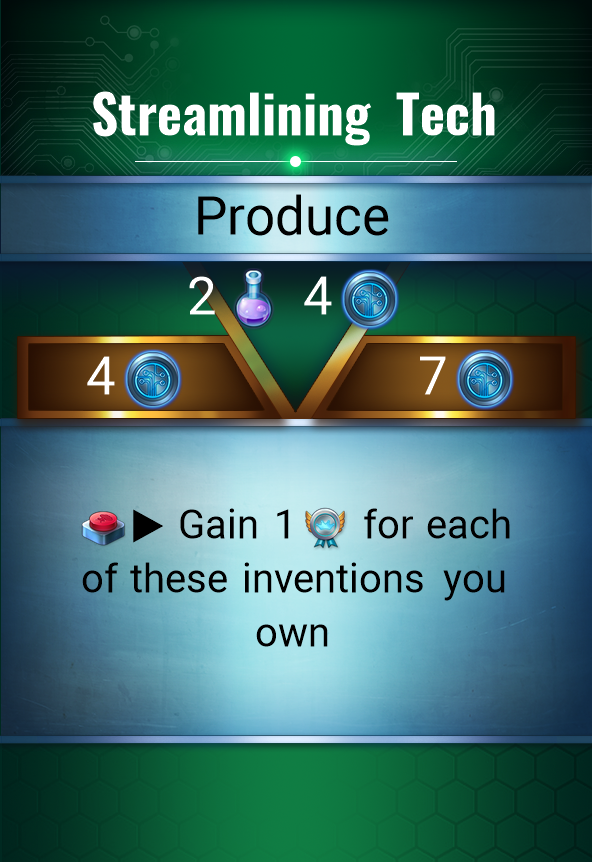 Streamlining Tech
Produce
2 4
4 7
▶ Gain 1 for each
of these inventions you
own